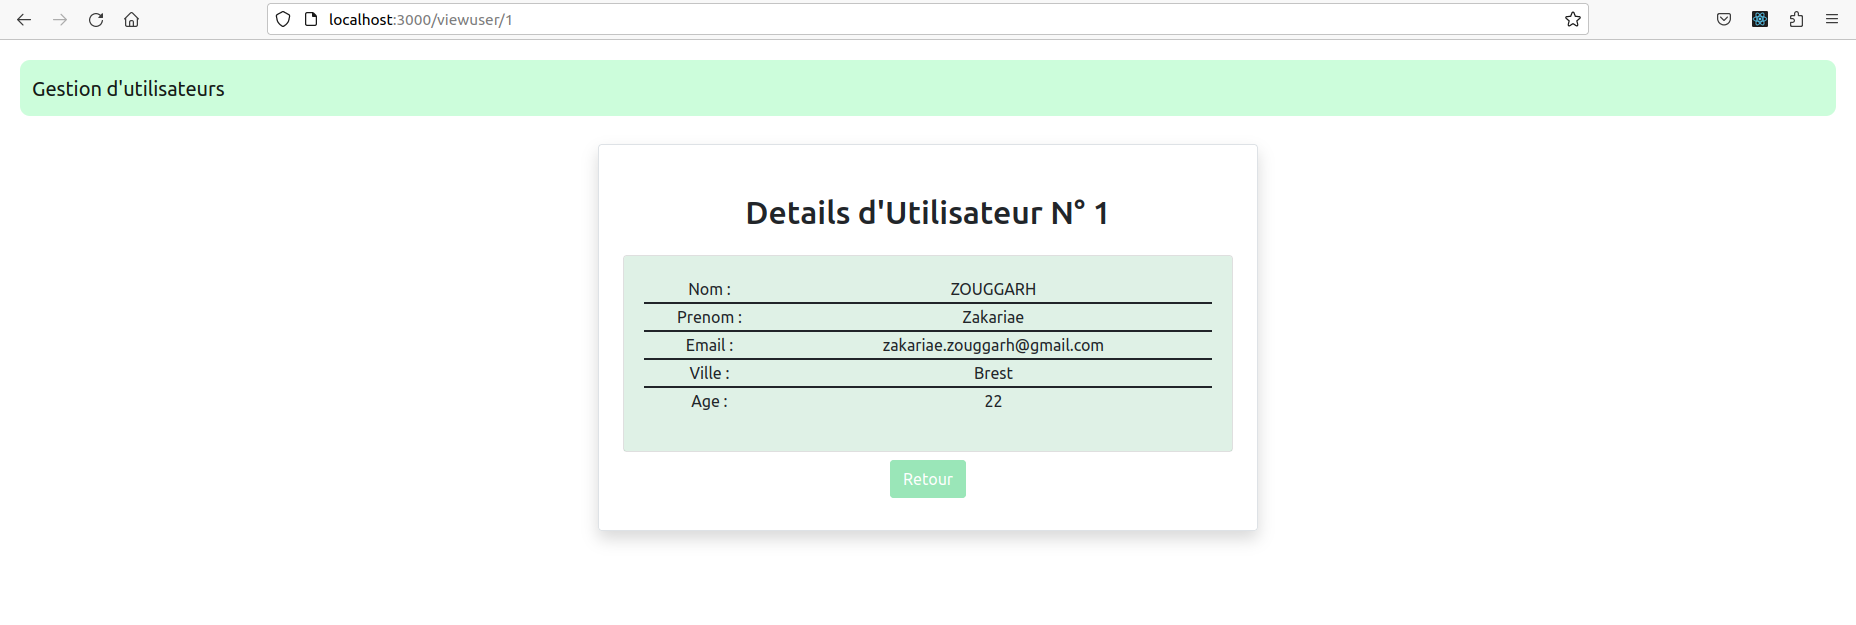 localhost:3000/viewuser/1
Gestion d'utilisateurs
Details d'Utilisateur N° 1
Nom : ZOUGGARH
Prenom : Zakariae
Email : zakariae.zouggarh@gmail.com
Ville : Brest
Age : 22
Retour